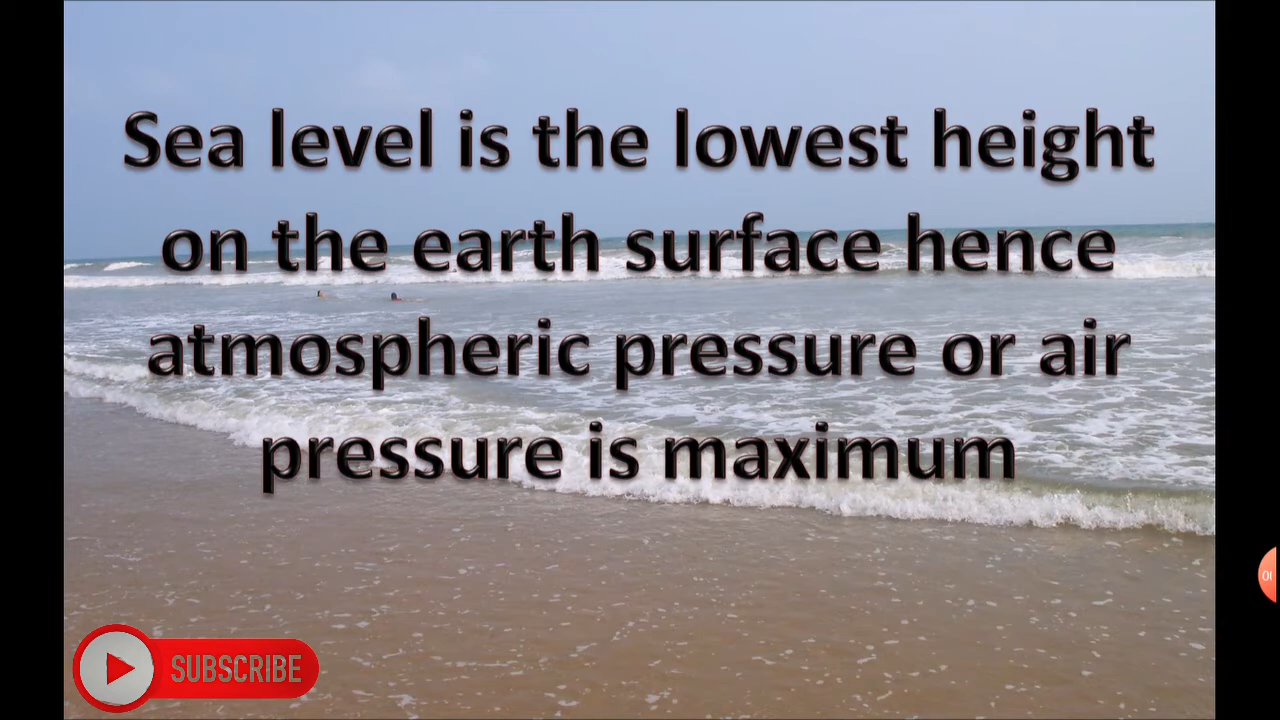 Sea level is the lowest height
on the earth surface hence
atmospheric pressure or air
pressure is maximum
SUBSCRIBE